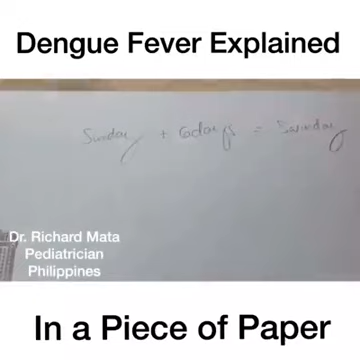 Dengue Fever Explained
Sunday + 6days = Saturday
Dr. Richard Mata
Pediatrician
Philippines
In a Piece of Paper